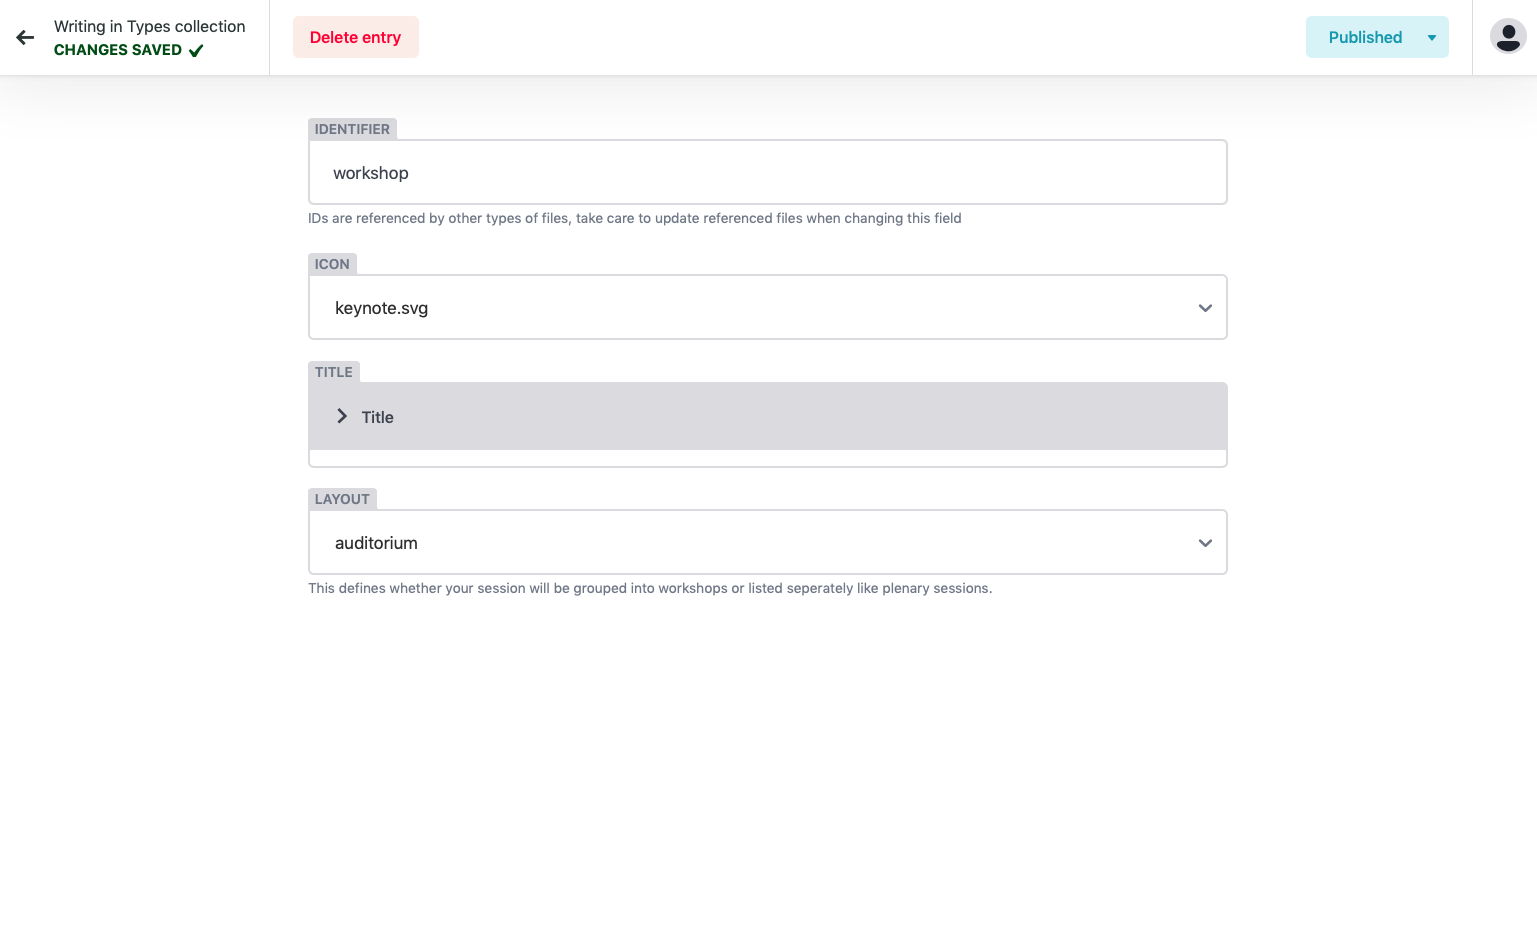 Writing in Types collection
CHANGES SAVED
Delete entry
Published
IDENTIFIER
workshop
IDs are referenced by other types of files, take care to update referenced files when changing this field
ICON
keynote.svg
TITLE
Title
LAYOUT
auditorium
This defines whether your session will be grouped into workshops or listed seperately like plenary sessions.